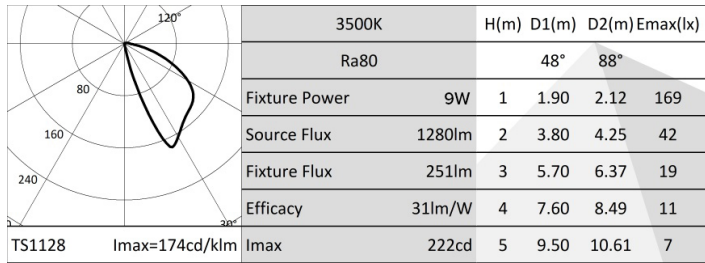 120°
80
160
240
30°
TS1128 Imax=174cd/klm
3500K
Ra80
Fixture Power 9W
Source Flux 1280lm
Fixture Flux 251lm
Efficacy 31lm/W
Imax 222cd
H(m) D1(m) D2(m) Emax(lx)
48° 88°
1 1.90 2.12 169
2 3.80 4.25 42
3 5.70 6.37 19
4 7.60 8.49 11
5 9.50 10.61 7